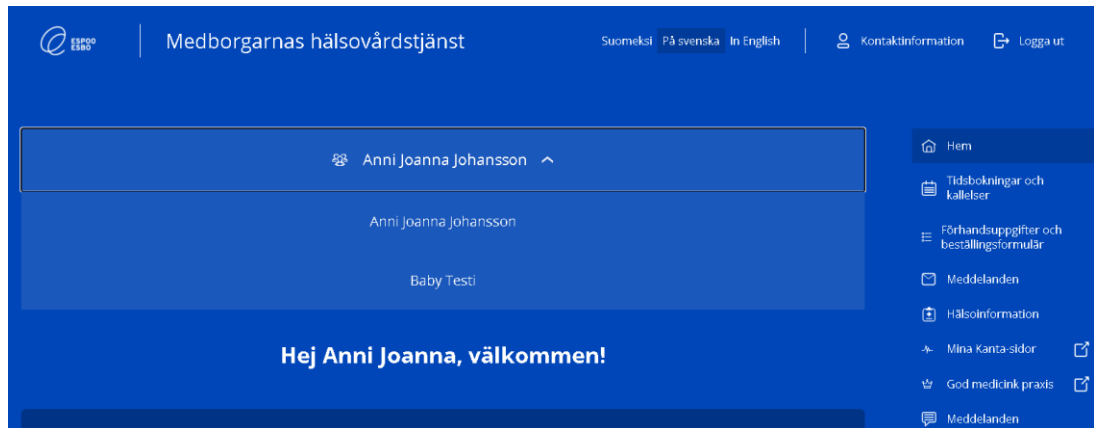 ESPOO
ESBO
Medborgarnas hälsovårdstjänst
Suomeksi På svenska In English
Kontaktinformation
Logga ut
Anni Joanna Johansson
Anni Joanna Johansson
Baby Testi
Hej Anni Joanna, välkommen!
Hem
Tidsbokningar och
kallelser
Förhandsuppgifter och
beställingsformulär
Meddelanden
Hälsoinformation
Mina Kanta-sidor
God medicink praxis
Meddelanden